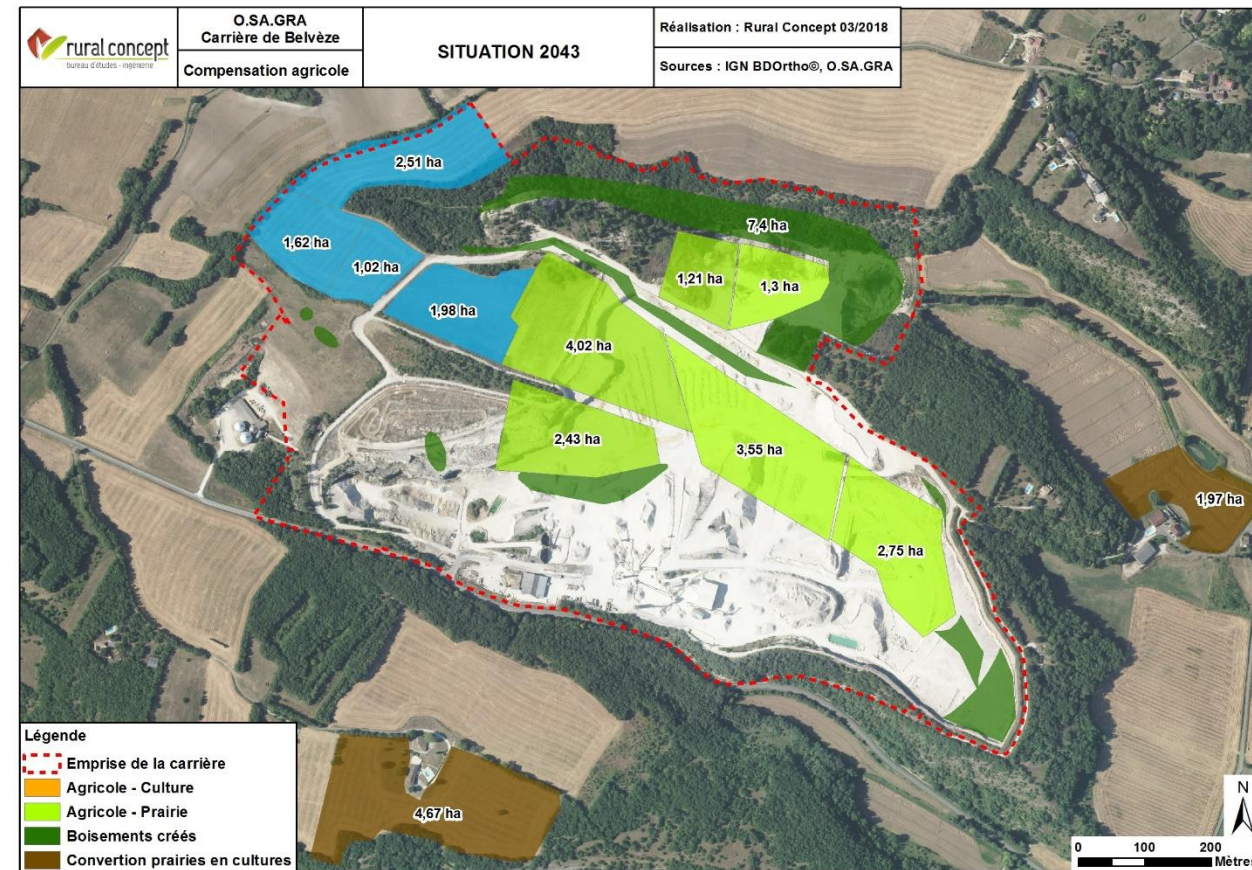 rural concept
bureau d'études - ingénierie
O.SA.GRA
Carrière de Belvèze
Compensation agricole
SITUATION 2043
Réalisation : Rural Concept 03/2018
Sources : IGN BDOrtho©, O.SA.GRA
2,51 ha
7,4 ha
1,62 ha
1,02 ha
1,21 ha
1,3 ha
1,98 ha
4,02 ha
2,43 ha
3,55 ha
1,97 ha
2,75 ha
4,67 ha
Légende
Emprise de la carrière
Agricole - Culture
Agricole - Prairie
Boisements créés
Convertion prairies en cultures
N
0 100 200
Mètres